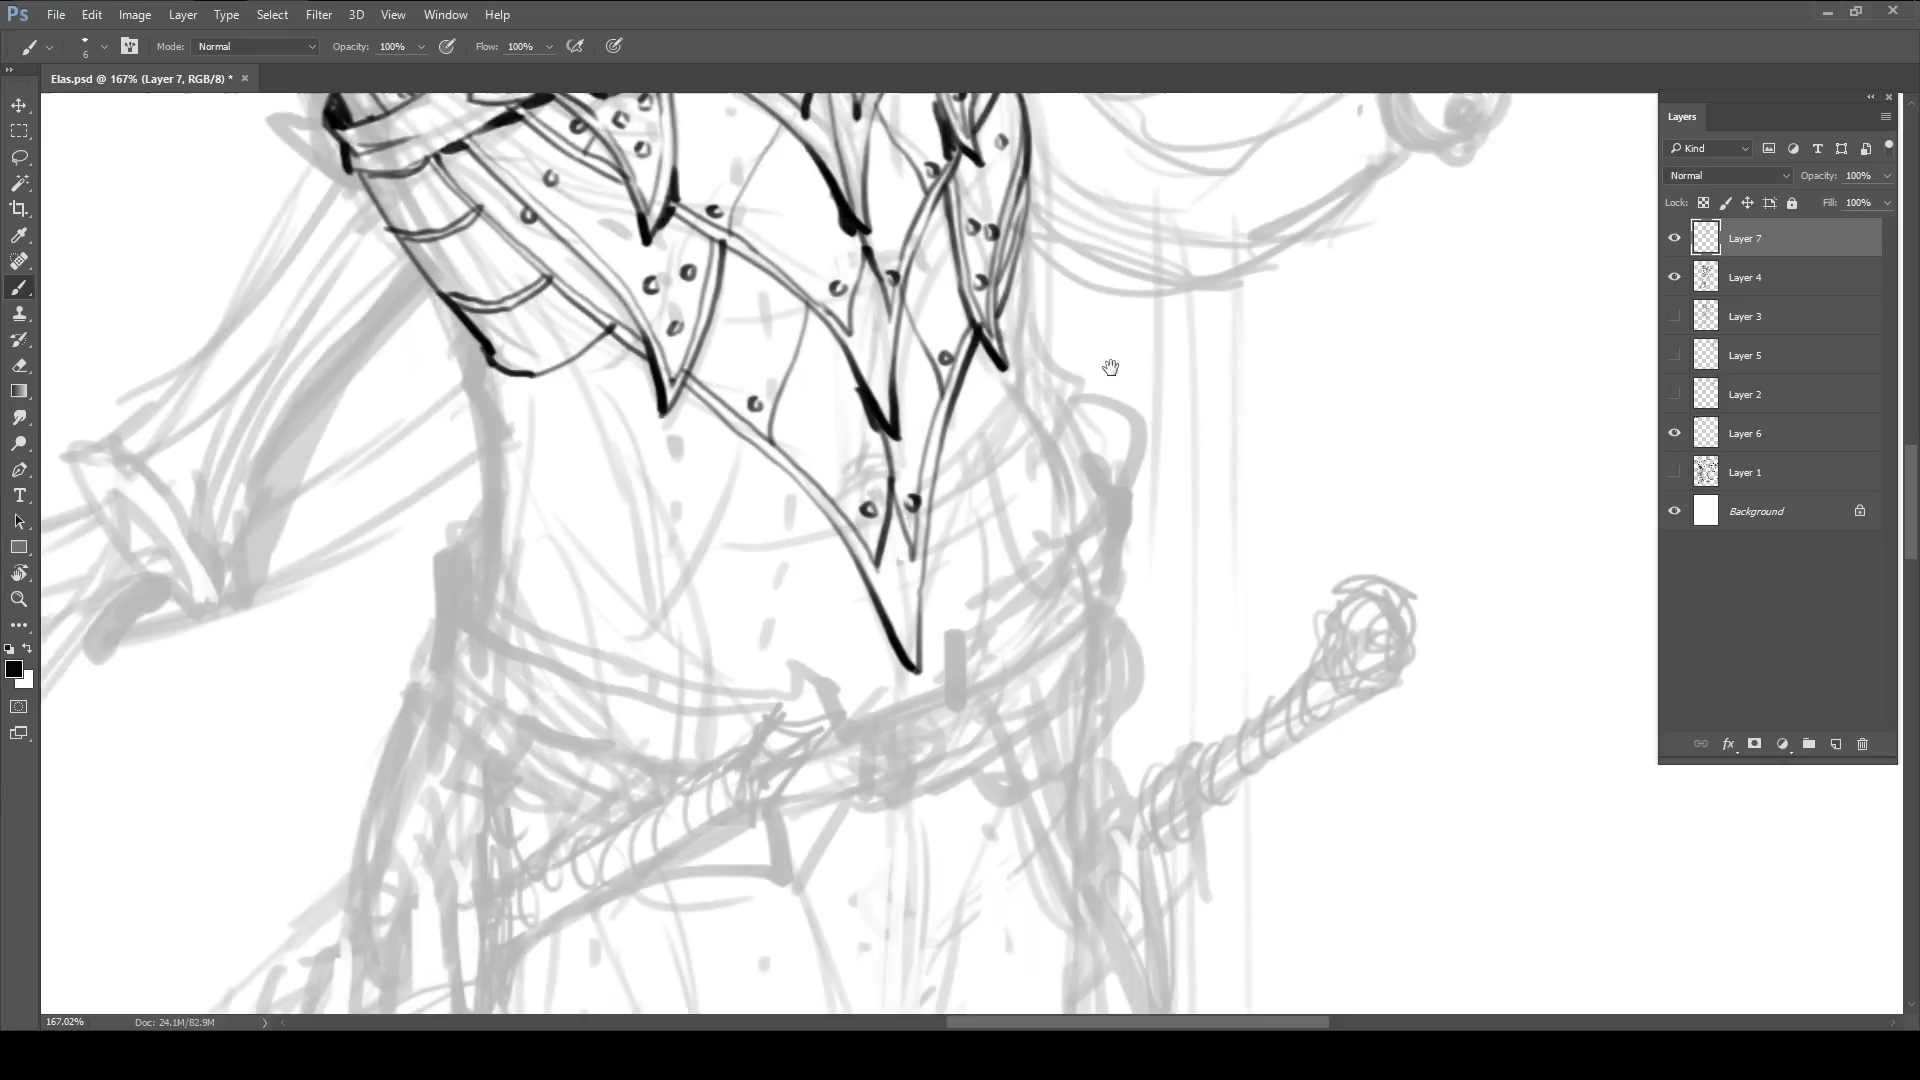 Ps File Edit Image Layer Type Select Filter 3D View Window Help
6 Mode: Normal Opacity: 100% Flow: 100%
Elas.psd @ 167% (Layer 7, RGB/8) * ×
Layers
Kind
Normal Opacity: 100%
Lock: Fill: 100%
Layer 7
Layer 4
Layer 3
Layer 5
Layer 2
Layer 6
Layer 1
Background
fx
167.02% Doc: 24.1M/82.9M